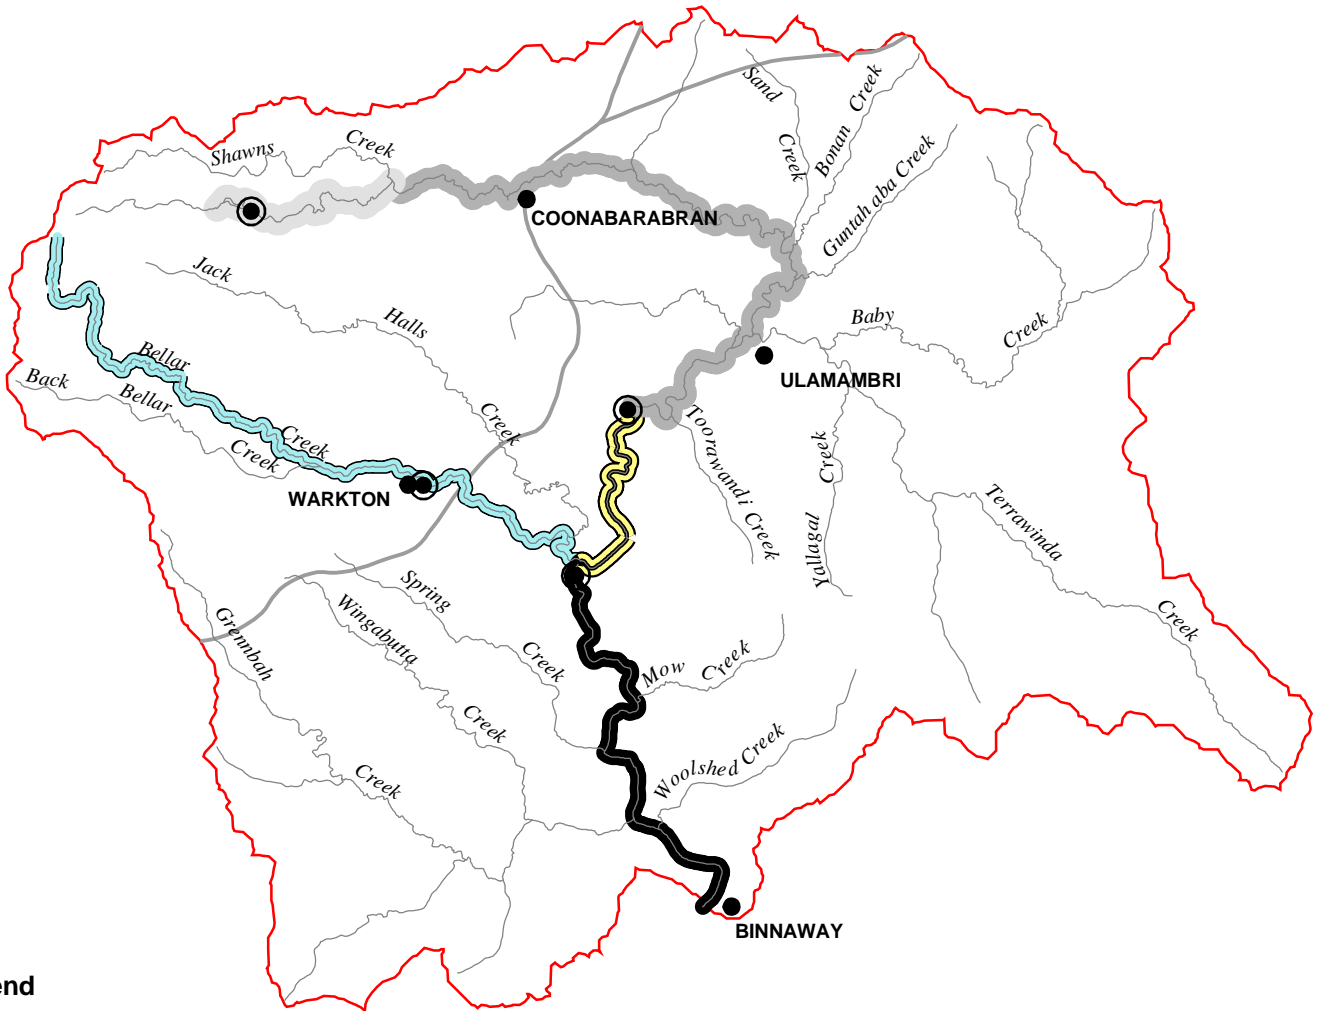 Sand
Creek
Bonan Creek
Shawns Creek
Guntah aba Creek
COONABARABRAN
Jack
Halls
Creek
Baby
Creek
ULAMAMBRI
Bellar
Creek
Back
Bellar
Creek
WARKTON
Toorawandi Creek
Yallagal Creek
Terrawinda
Creek
Spring
Creek
Wingabutta
Creek
Grennbah
Creek
Mow Creek
Woolshed Creek
BINNAWAY
end